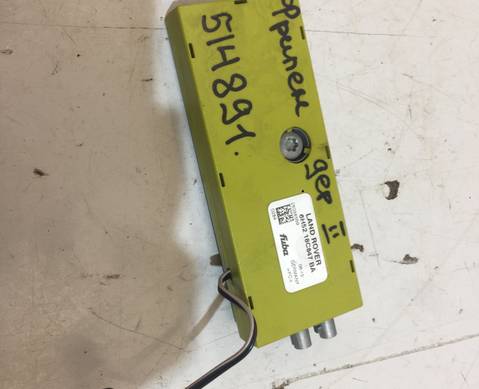 фрилен
514891.
дер II
LAND ROVER
6H52 18C847 BA
fuba